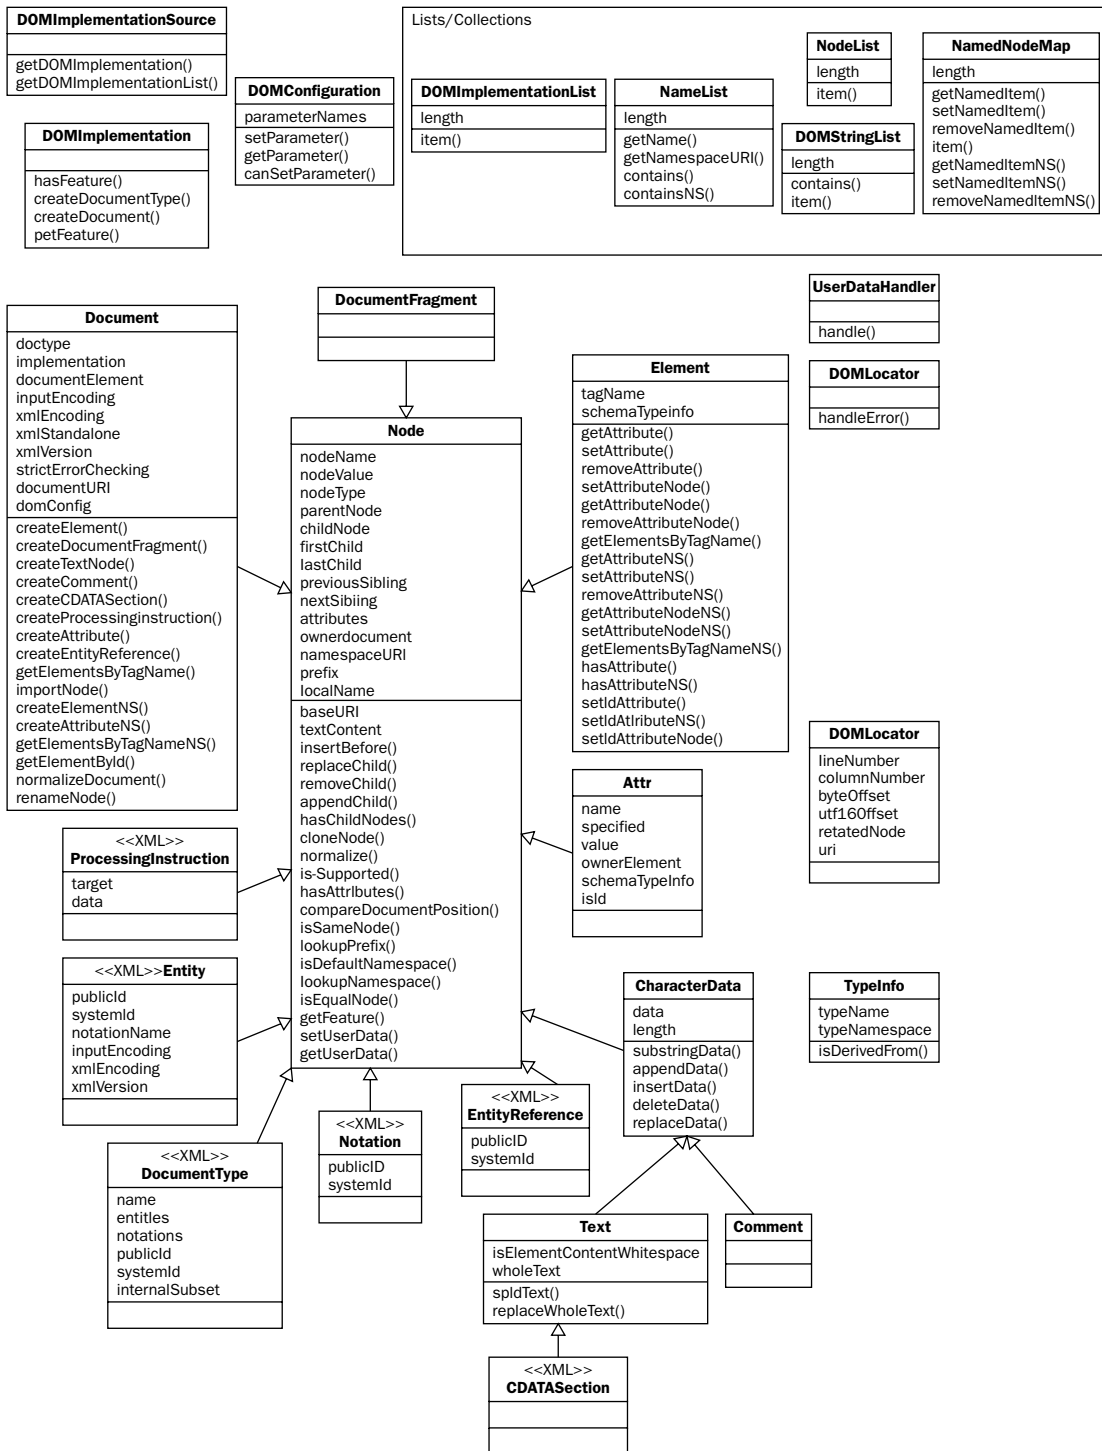 DOMImplementationSource
getDOMImplementation()
getDOMImplementationList()
DOMImplementation
hasFeature()
createDocumentType()
createDocument()
petFeature()
DOMConfiguration
parameterNames
setParameter()
getParameter()
canSetParameter()
Lists/Collections
DOMImplementationList
length
item()
NameList
length
getName()
getNamespaceURI()
contains()
containsNS()
NodeList
length
item()
DOMStringList
length
contains()
item()
NamedNodeMap
length
getNamedItem()
setNamedItem()
removeNamedItem()
item()
getNamedItemNS()
setNamedItemNS()
removeNamedItemNS()
Document
doctype
implementation
documentElement
inputEncoding
xmlEncoding
xmlStandalone
xmlVersion
strictErrorChecking
documentURI
domConfig
createElement()
createDocumentFragment()
createTextNode()
createComment()
createCDATASection()
createProcessinginstruction()
createAttribute()
createEntityReference()
getElementsByTagName()
importNode()
createElementNS()
createAttributeNS()
getElementsByTagNameNS()
getElementById()
normalizeDocument()
renameNode()
DocumentFragment
Node
nodeName
nodeValue
nodeType
parentNode
childNode
firstChild
lastChild
previousSibling
nextSibiing
attributes
ownerdocument
namespaceURI
prefix
localName
baseURI
textContent
insertBefore()
replaceChild()
removeChild()
appendChild()
hasChildNodes()
cloneNode()
normalize()
is-Supported()
hasAttrlbutes()
compareDocumentPosition()
isSameNode()
lookupPrefix()
isDefaultNamespace()
lookupNamespace()
isEqualNode()
getFeature()
setUserData()
getUserData()
Element
tagName
schemaTypeinfo
getAttribute()
setAttribute()
removeAttribute()
setAttributeNode()
getAttributeNode()
removeAttributeNode()
getElementsByTagName()
getAttributeNS()
setAttributeNS()
removeAttributeNS()
getAttributeNodeNS()
setAttributeNodeNS()
getElementsByTagNameNS()
hasAttribute()
hasAttributeNS()
setIdAttribute()
setIdAtIributeNS()
setIdAttributeNode()
UserDataHandler
handle()
DOMLocator
handleError()
DOMLocator
lineNumber
columnNumber
byteOffset
utf160ffset
retatedNode
uri
Attr
name
specified
value
ownerElement
schemaTypeInfo
isId
<<XML>>
ProcessingInstruction
target
data
<<XML>>Entity
publicId
systemId
notationName
inputEncoding
xmlEncoding
xmlVersion
<<XML>>
DocumentType
name
entitles
notations
publicId
systemId
internalSubset
<<XML>>
Notation
publicID
systemId
<<XML>>
EntityReference
publicID
systemId
CharacterData
data
length
substringData()
appendData()
insertData()
deleteData()
replaceData()
TypeInfo
typeName
typeNamespace
isDerivedFrom()
Text
isElementContentWhitespace
wholeText
spldText()
replaceWholeText()
Comment
<<XML>>
CDATASection